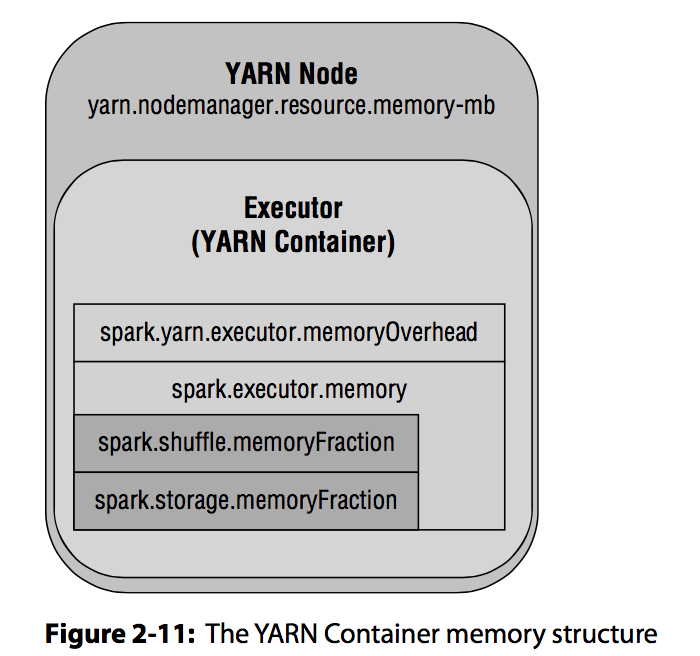 YARN Node
yarn.nodemanager.resource.memory-mb
Executor
(YARN Container)
spark.yarn.executor.memoryOverhead
spark.executor.memory
spark.shuffle.memoryFraction
spark.storage.memoryFraction
Figure 2-11: The YARN Container memory structure